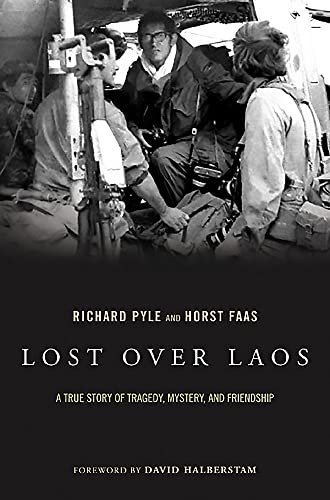 RICHARD PYLE AND HORST FAAS
LOST OVER LAOS
A TRUE STORY OF TRAGEDY, MYSTERY, AND FRIENDSHIP
FOREWORD BY DAVID HALBERSTAM